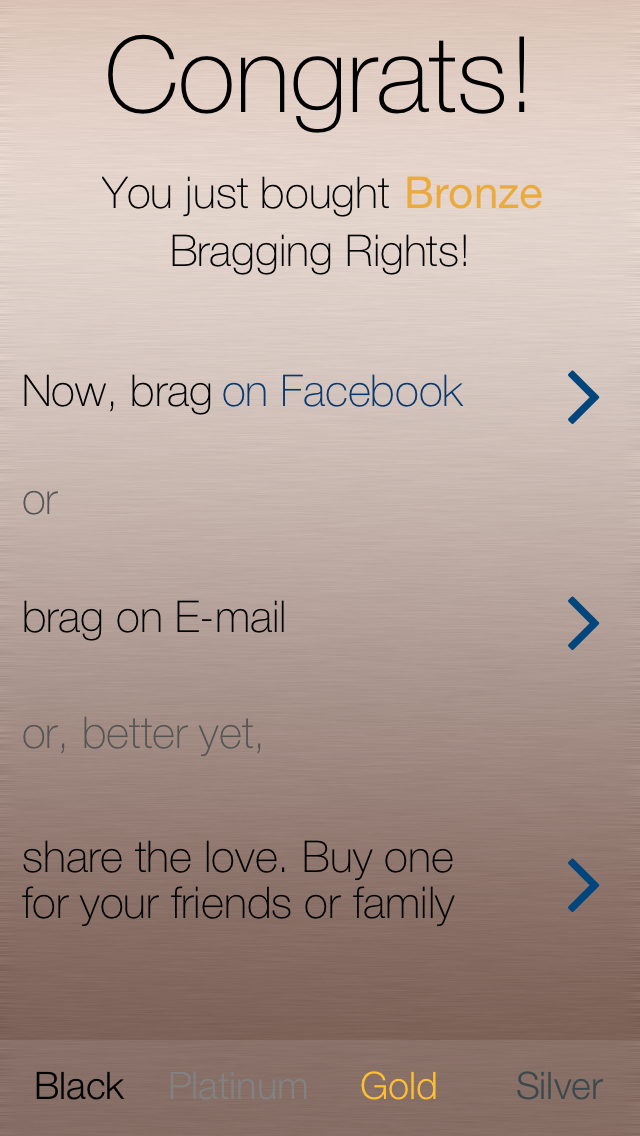 Congrats!
You just bought Bronze
Bragging Rights!
Now, brag on Facebook
or
brag on E-mail
or, better yet,
share the love. Buy one
for your friends or family
Black Platinum Gold Silver